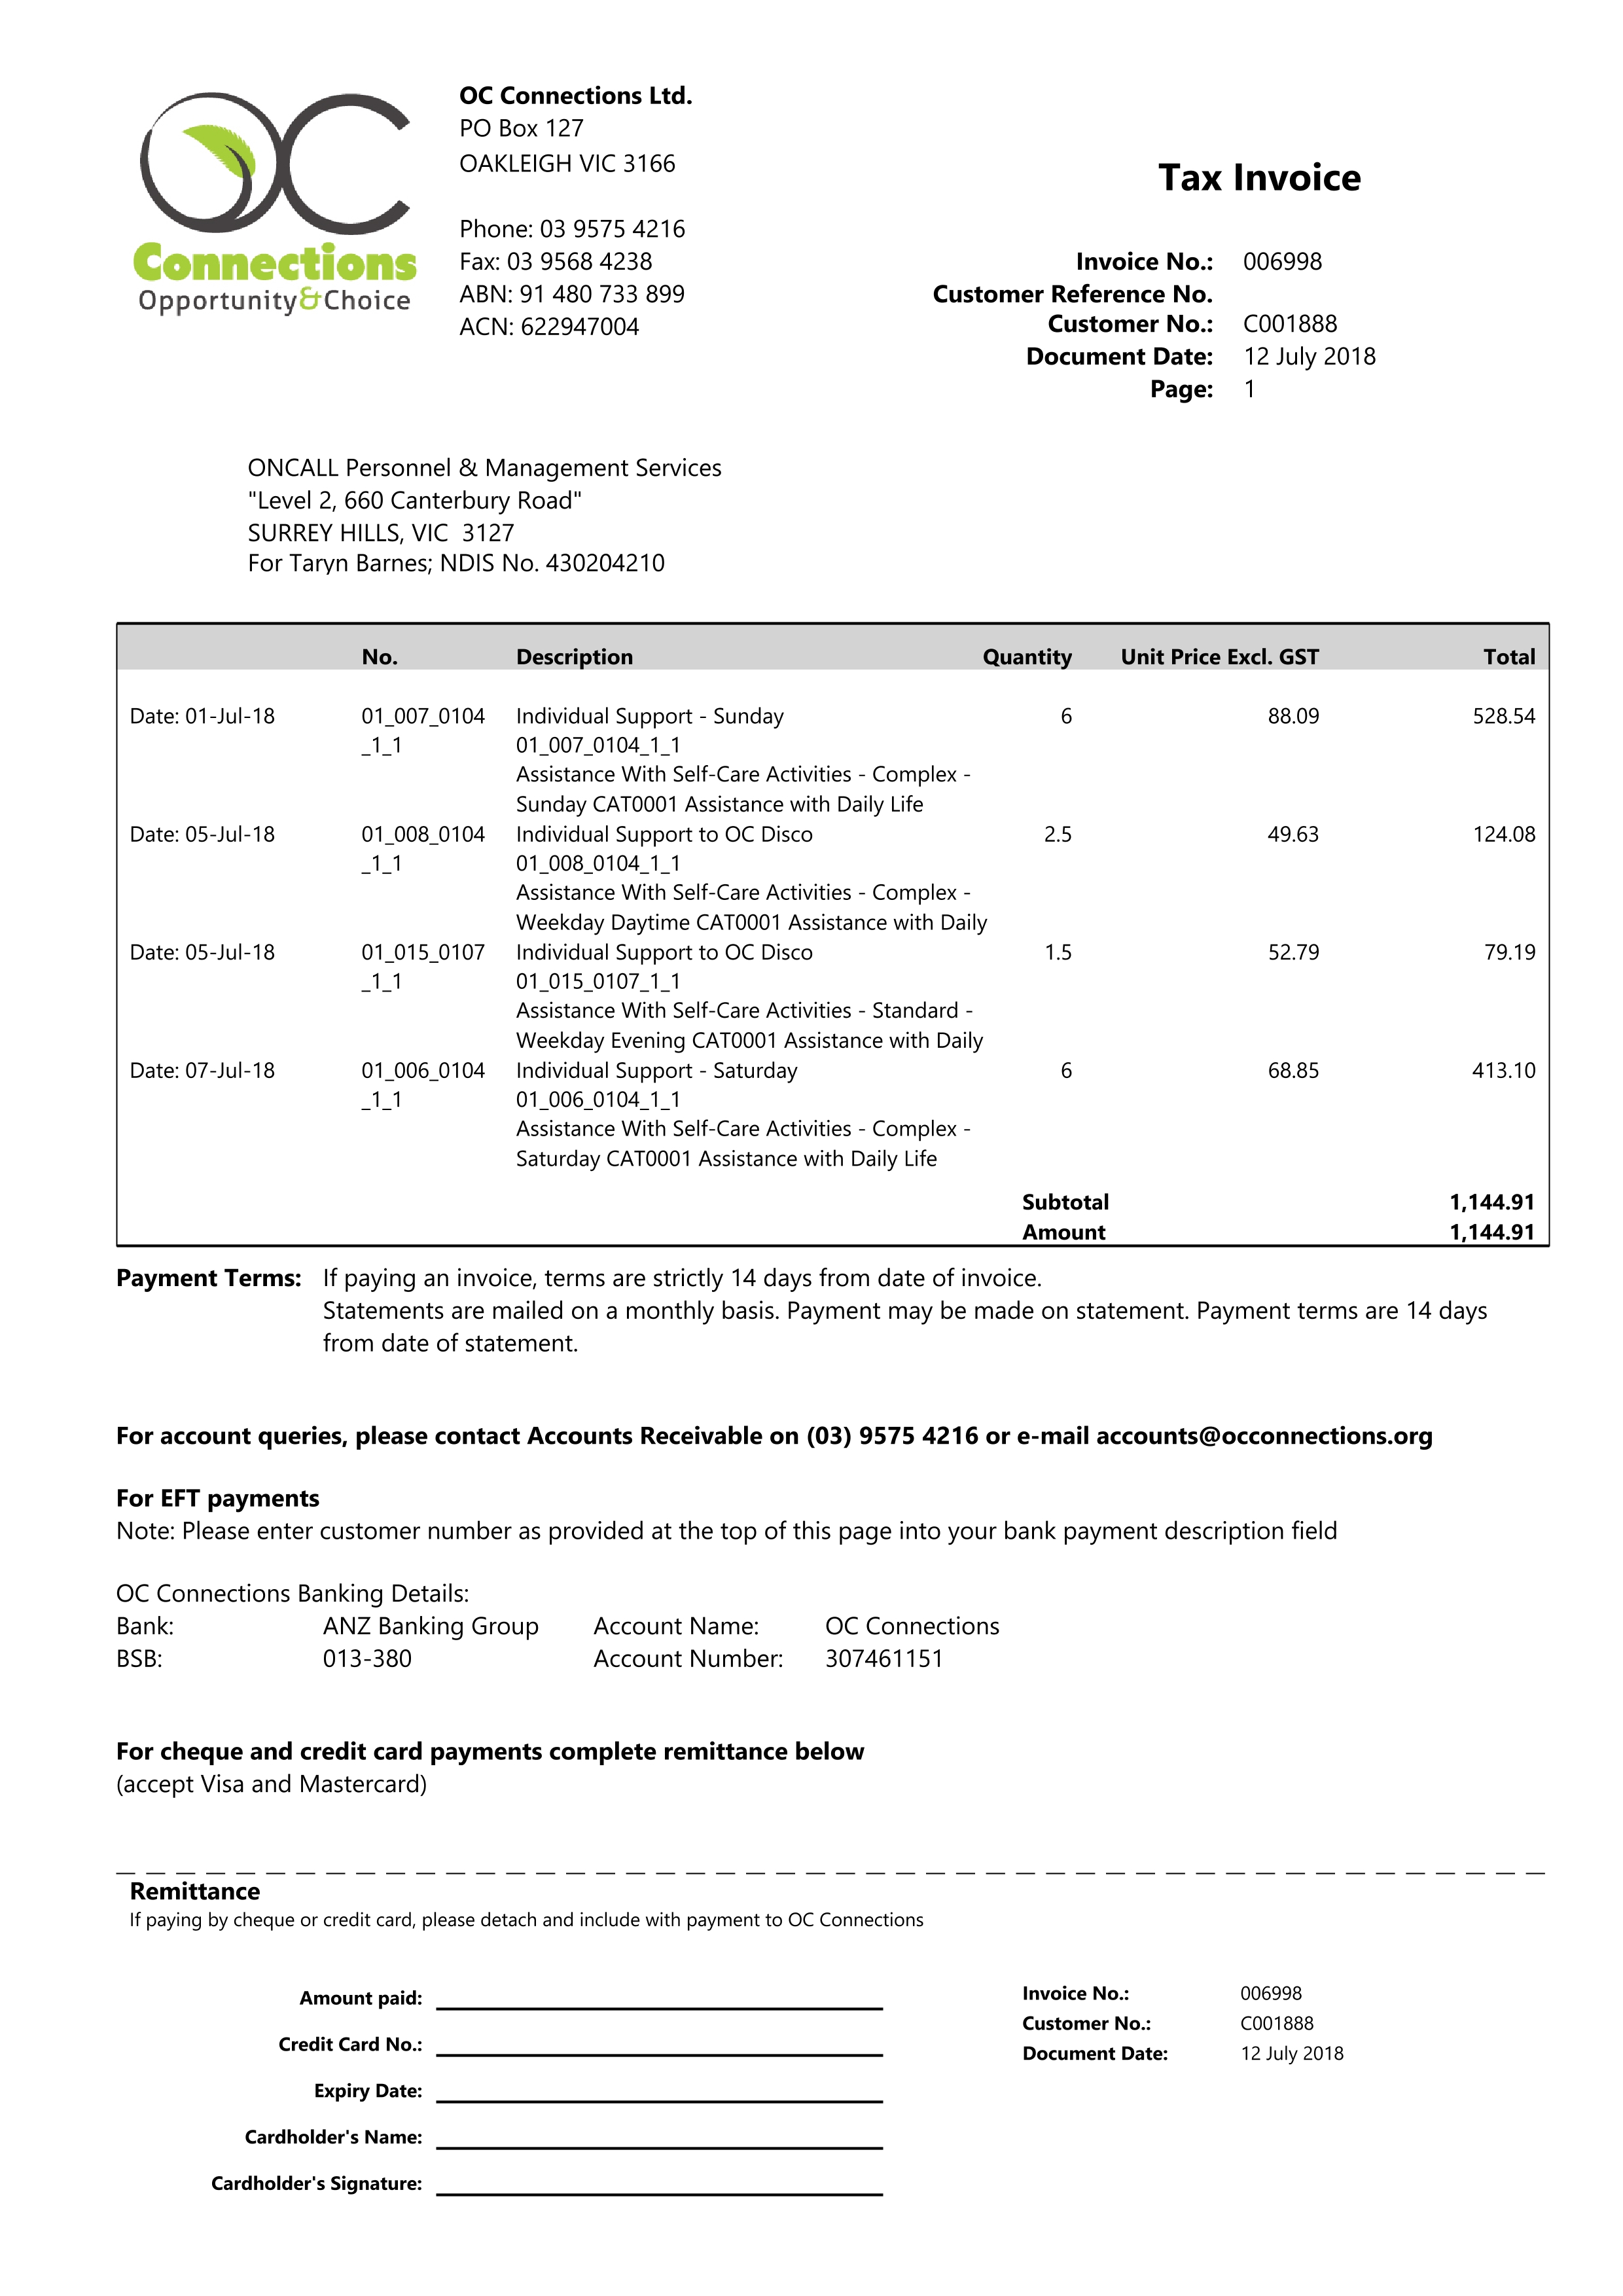 OC
Connections
Opportunity&Choice
OC Connections Ltd.
PO Box 127
OAKLEIGH VIC 3166
Phone: 03 9575 4216
Fax: 03 9568 4238
ABN: 91 480 733 899
ACN: 622947004
Tax Invoice
Invoice No.: 006998
Customer Reference No.
Customer No.: C001888
Document Date: 12 July 2018
Page: 1
ONCALL Personnel & Management Services
"Level 2, 660 Canterbury Road"
SURREY HILLS, VIC  3127
For Taryn Barnes; NDIS No. 430204210
No. Description Quantity Unit Price Excl. GST Total
Date: 01-Jul-18 01_007_0104 Individual Support - Sunday 6 88.09 528.54
_1_1 01_007_0104_1_1
Assistance With Self-Care Activities - Complex -
Sunday CAT0001 Assistance with Daily Life
Date: 05-Jul-18 01_008_0104 Individual Support to OC Disco 2.5 49.63 124.08
_1_1 01_008_0104_1_1
Assistance With Self-Care Activities - Complex -
Weekday Daytime CAT0001 Assistance with Daily
Date: 05-Jul-18 01_015_0107 Individual Support to OC Disco 1.5 52.79 79.19
_1_1 01_015_0107_1_1
Assistance With Self-Care Activities - Standard -
Weekday Evening CAT0001 Assistance with Daily
Date: 07-Jul-18 01_006_0104 Individual Support - Saturday 6 68.85 413.10
_1_1 01_006_0104_1_1
Assistance With Self-Care Activities - Complex -
Saturday CAT0001 Assistance with Daily Life
Subtotal 1,144.91
Amount 1,144.91
Payment Terms: If paying an invoice, terms are strictly 14 days from date of invoice.
Statements are mailed on a monthly basis. Payment may be made on statement. Payment terms are 14 days
from date of statement.
For account queries, please contact Accounts Receivable on (03) 9575 4216 or e-mail accounts@occonnections.org
For EFT payments
Note: Please enter customer number as provided at the top of this page into your bank payment description field
OC Connections Banking Details:
Bank: ANZ Banking Group Account Name: OC Connections
BSB: 013-380 Account Number: 307461151
For cheque and credit card payments complete remittance below
(accept Visa and Mastercard)
Remittance
If paying by cheque or credit card, please detach and include with payment to OC Connections
Amount paid:
Credit Card No.:
Expiry Date:
Cardholder's Name:
Cardholder's Signature:
Invoice No.: 006998
Customer No.: C001888
Document Date: 12 July 2018